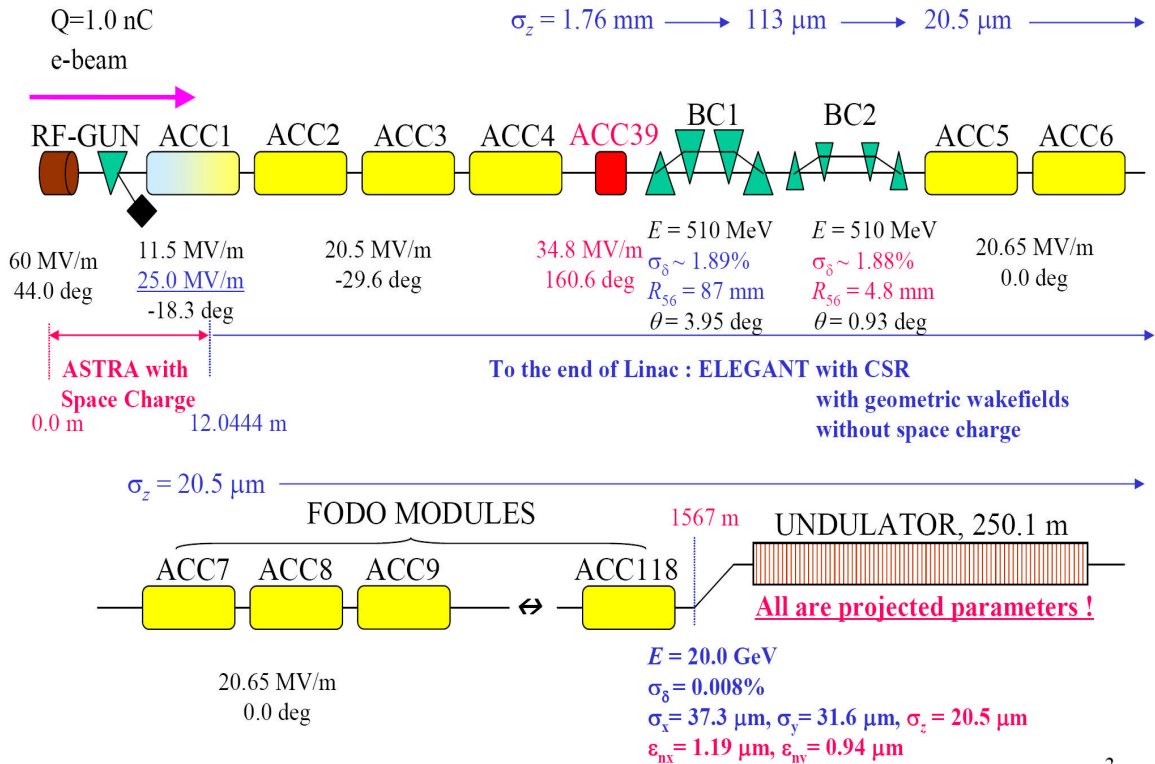 Q=1.0 nC
e-beam
σz = 1.76 mm → 113 μm → 20.5 μm →
RF-GUN ACC1 ACC2 ACC3 ACC4 ACC39 BC1 BC2 ACC5 ACC6
60 MV/m
44.0 deg
11.5 MV/m
25.0 MV/m
-18.3 deg
20.5 MV/m
-29.6 deg
34.8 MV/m
160.6 deg
E = 510 MeV
σδ ~ 1.89%
R56 = 87 mm
θ = 3.95 deg
E = 510 MeV
σδ ~ 1.88%
R56 = 4.8 mm
θ = 0.93 deg
20.65 MV/m
0.0 deg
ASTRA with
Space Charge
0.0 m
12.0444 m
To the end of Linac : ELEGANT with CSR
with geometric wakefields
without space charge
σz = 20.5 μm
FODO MODULES
ACC7 ACC8 ACC9 ACC118
20.65 MV/m
0.0 deg
1567 m
UNDULATOR, 250.1 m
All are projected parameters !
E = 20.0 GeV
σδ = 0.008%
σx = 37.3 μm, σy = 31.6 μm, σz = 20.5 μm
εnx = 1.19 μm, εny = 0.94 μm